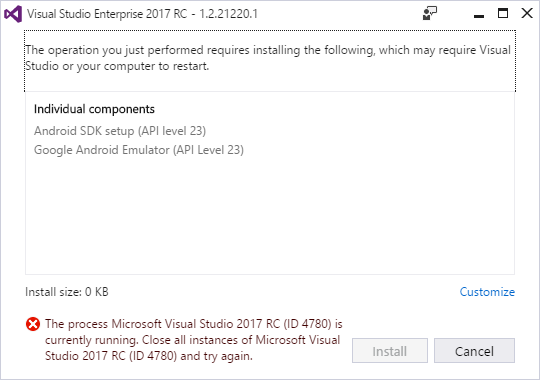 Visual Studio Enterprise 2017 RC - 1.2.21220.1
The operation you just performed requires installing the following, which may require Visual
Studio or your computer to restart.
Individual components
Android SDK setup (API level 23)
Google Android Emulator (API Level 23)
Install size: 0 KB
Customize
The process Microsoft Visual Studio 2017 RC (ID 4780) is
currently running. Close all instances of Microsoft Visual
Studio 2017 RC (ID 4780) and try again.
Install
Cancel